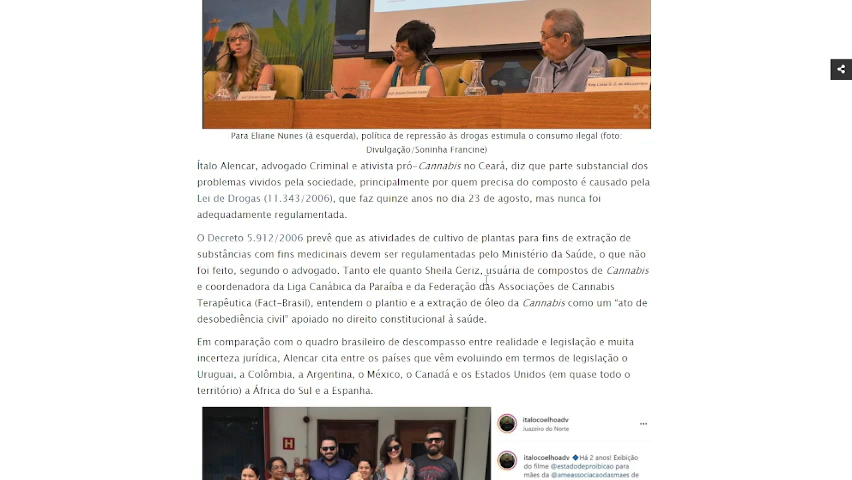 Para Eliane Nunes (à esquerda), política de repressão às drogas estimula o consumo ilegal (foto:
Divulgação/Soninha Francine)
Ítalo Alencar, advogado Criminal e ativista pró-Cannabis no Ceará, diz que parte substancial dos
problemas vividos pela sociedade, principalmente por quem precisa do composto é causado pela
Lei de Drogas (11.343/2006), que faz quinze anos no dia 23 de agosto, mas nunca foi
adequadamente regulamentada.
O Decreto 5.912/2006 prevê que as atividades de cultivo de plantas para fins de extração de
substâncias com fins medicinais devem ser regulamentadas pelo Ministério da Saúde, o que não
foi feito, segundo o advogado. Tanto ele quanto Sheila Geriz, usuária de compostos de Cannabis
e coordenadora da Liga Canábica da Paraíba e da Federação das Associações de Cannabis
Terapêutica (Fact-Brasil), entendem o plantio e a extração de óleo da Cannabis como um "ato de
desobediência civil" apoiado no direito constitucional à saúde.
Em comparação com o quadro brasileiro de descompasso entre realidade e legislação e muita
incerteza jurídica, Alencar cita entre os países que vêm evoluindo em termos de legislação o
Uruguai, a Colômbia, a Argentina, o México, o Canadá e os Estados Unidos (em quase todo o
território) a África do Sul e a Espanha.
italocoelhoadv
Juazeiro do Norte
italocoelhoadv Há 2 anos! Exibição
do filme @estadodeproibicao para
mães da @ameassociacaodasmaes de